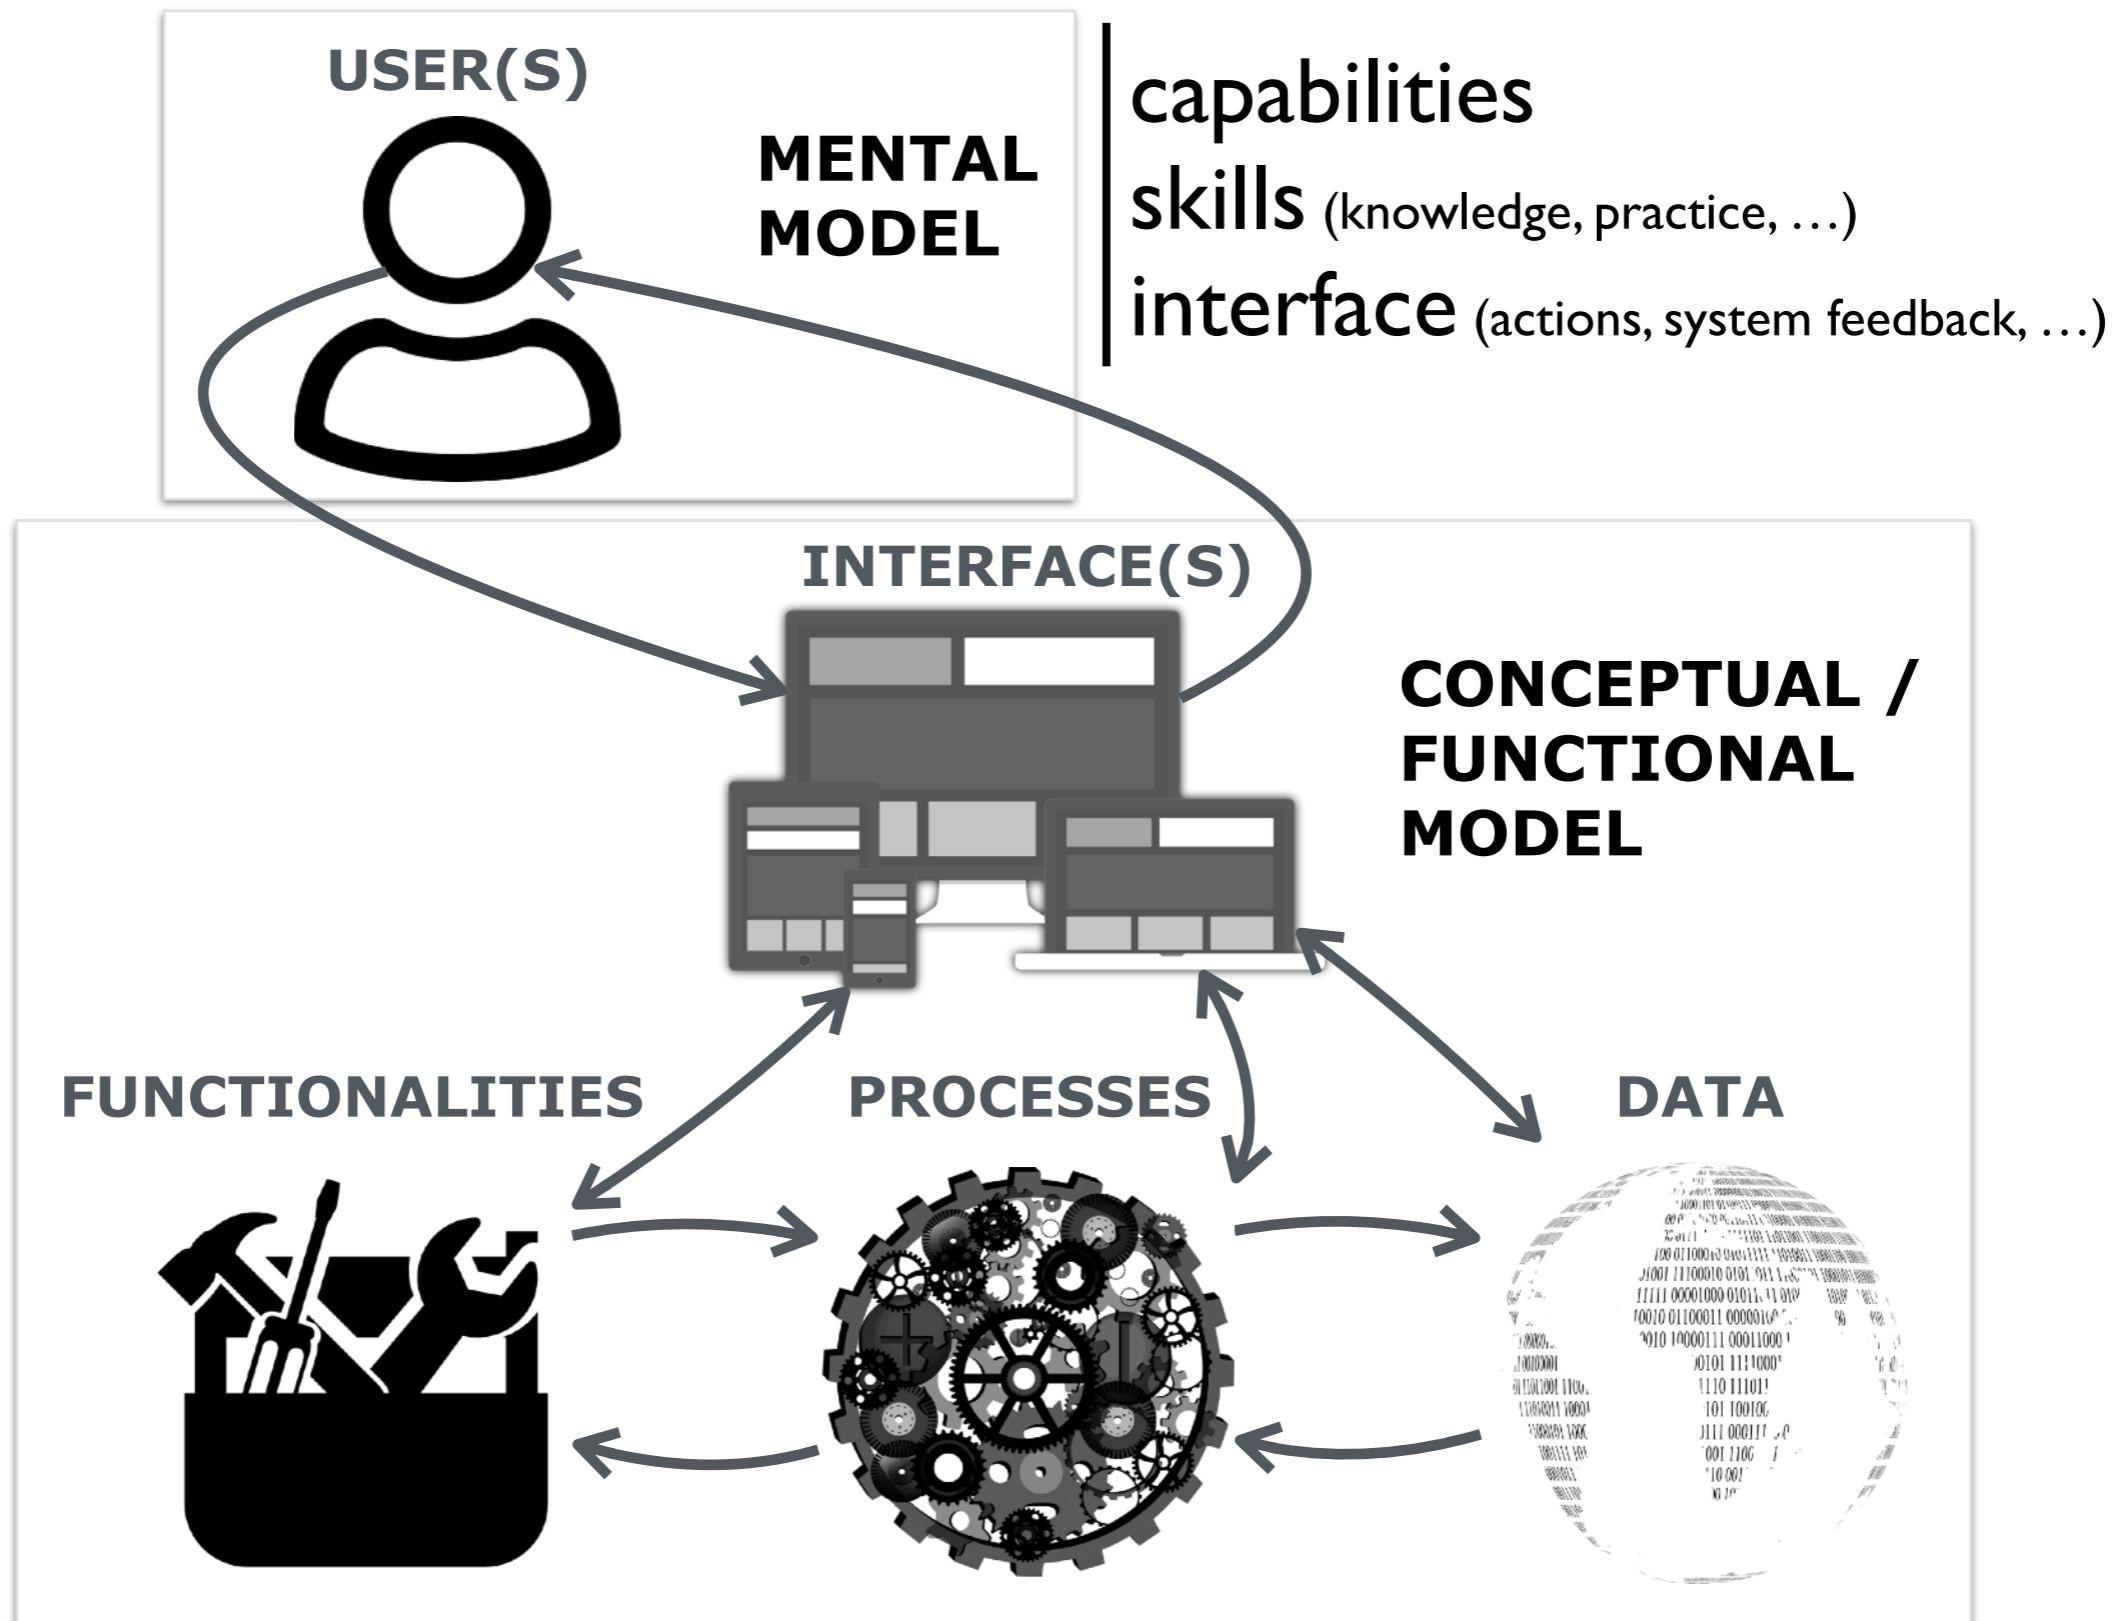 USER(S)
MENTAL
MODEL
capabilities
skills (knowledge, practice, …)
interface (actions, system feedback, …)
INTERFACE(S)
CONCEPTUAL /
FUNCTIONAL
MODEL
FUNCTIONALITIES
PROCESSES
DATA